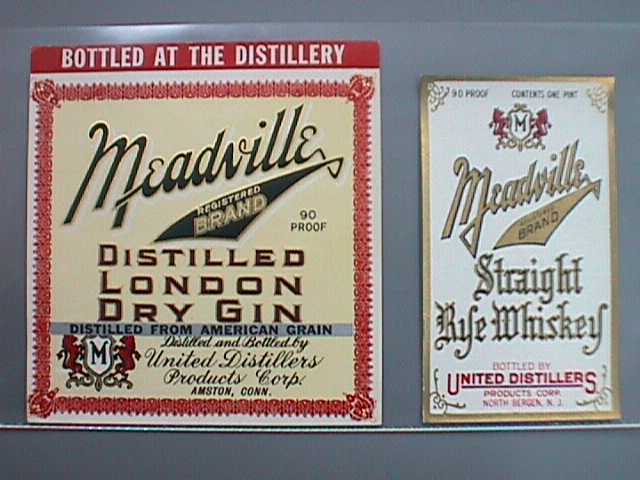 BOTTLED AT THE DISTILLERY
Meadville
REGISTERED
BRAND
90
PROOF
DISTILLED
LONDON
DRY GIN
DISTILLED FROM AMERICAN GRAIN
M
Distilled and Bottled by
United Distillers
Products Corp.
AMSTON, CONN.
90 PROOF CONTENTS ONE PINT
M
Meadville
REGISTERED
BRAND
Straight
Rye Whiskey
BOTTLED BY
UNITED DISTILLERS
PRODUCTS CORP.
NORTH BERGEN, N. J.